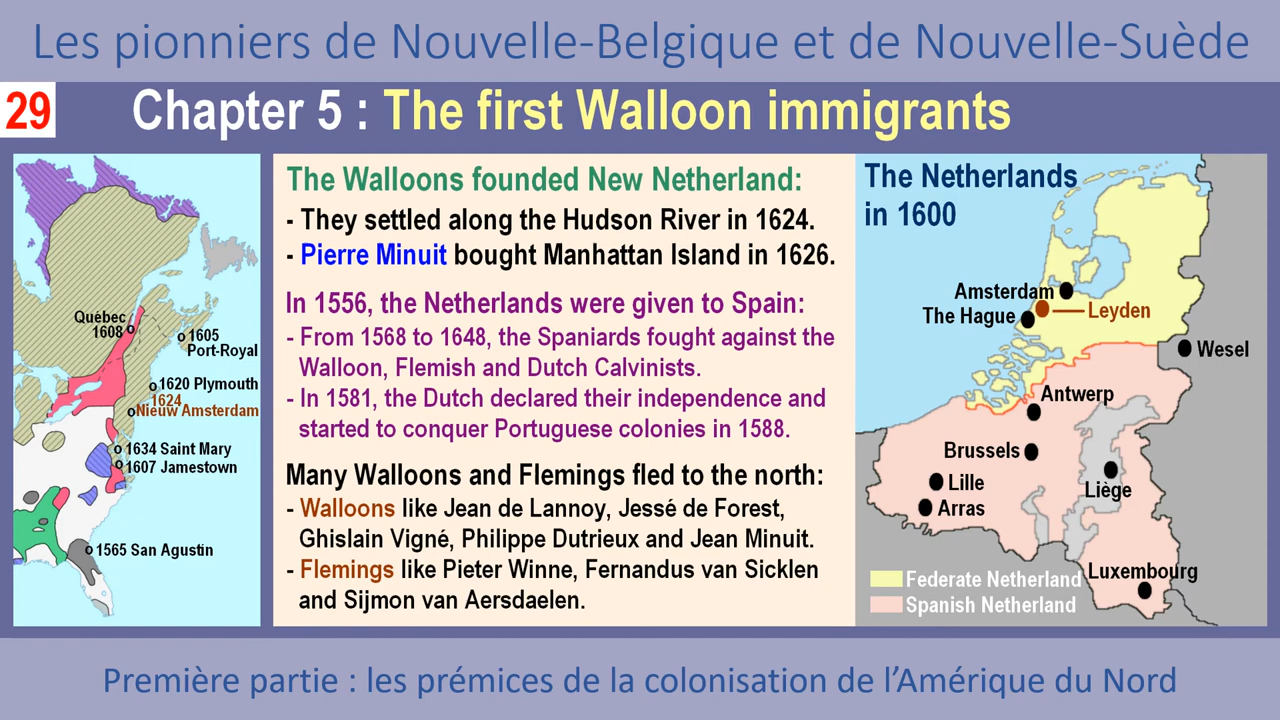 Les pionniers de Nouvelle-Belgique et de Nouvelle-Suède
29
Chapter 5 : The first Walloon immigrants
Québec
1608
1605
Port-Royal
1620 Plymouth
1624
Nieuw Amsterdam
1634 Saint Mary
1607 Jamestown
1565 San Agustin
The Walloons founded New Netherland:
- They settled along the Hudson River in 1624.
- Pierre Minuit bought Manhattan Island in 1626.
In 1556, the Netherlands were given to Spain:
- From 1568 to 1648, the Spaniards fought against the
Walloon, Flemish and Dutch Calvinists.
- In 1581, the Dutch declared their independence and
started to conquer Portuguese colonies in 1588.
Many Walloons and Flemings fled to the north:
- Walloons like Jean de Lannoy, Jessé de Forest,
Ghislain Vigné, Philippe Dutrieux and Jean Minuit.
- Flemings like Pieter Winne, Fernandus van Sicklen
and Sijmon van Aersdaelen.
The Netherlands
in 1600
Amsterdam
The Hague
Leyden
Wesel
Antwerp
Brussels
Lille
Liège
Arras
Luxembourg
Federate Netherland
Spanish Netherland
Première partie : les prémices de la colonisation de l’Amérique du Nord